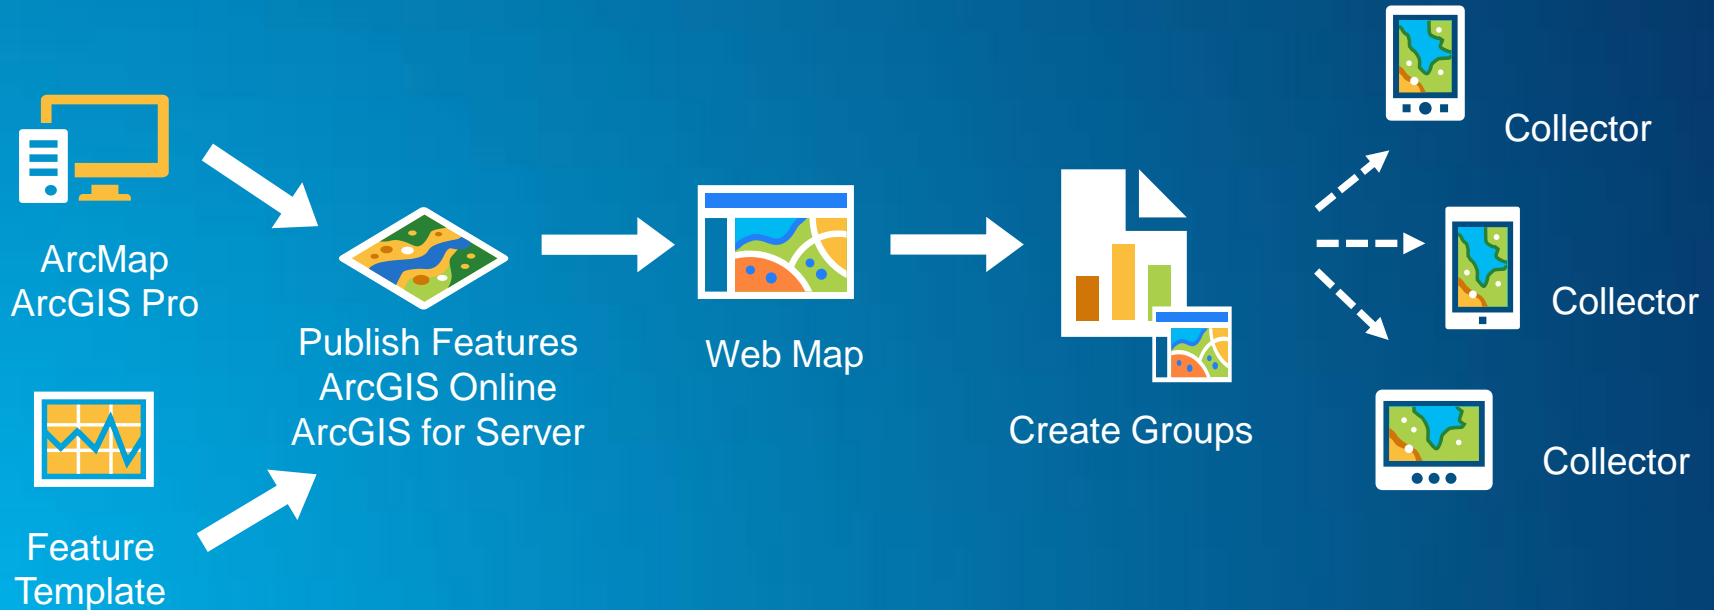 ArcMap
ArcGIS Pro
Feature
Template
Publish Features
ArcGIS Online
ArcGIS for Server
Web Map
Create Groups
Collector
Collector
Collector